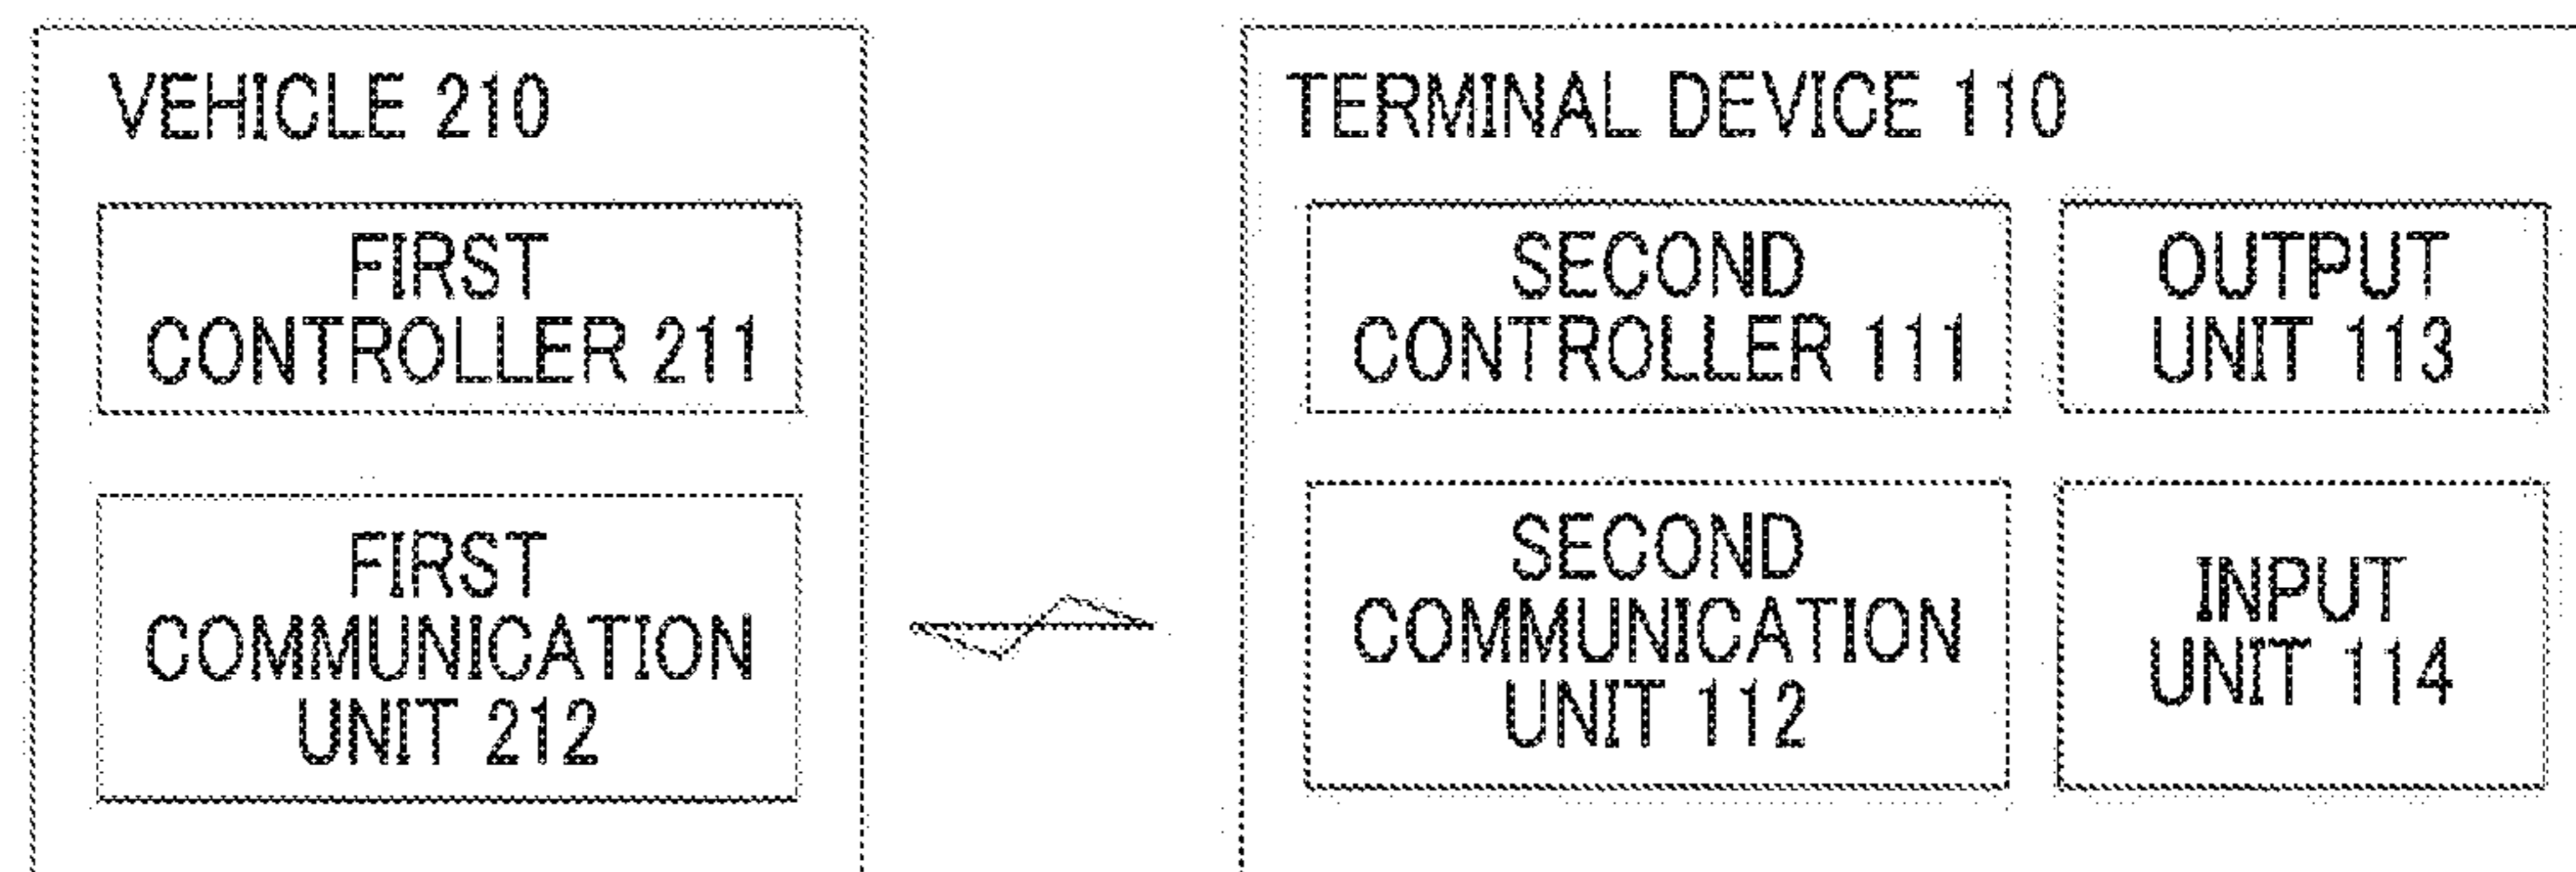 VEHICLE 210
FIRST
CONTROLLER 211
FIRST
COMMUNICATION
UNIT 212
TERMINAL DEVICE 110
SECOND
CONTROLLER 111
OUTPUT
UNIT 113
SECOND
COMMUNICATION
UNIT 112
INPUT
UNIT 114